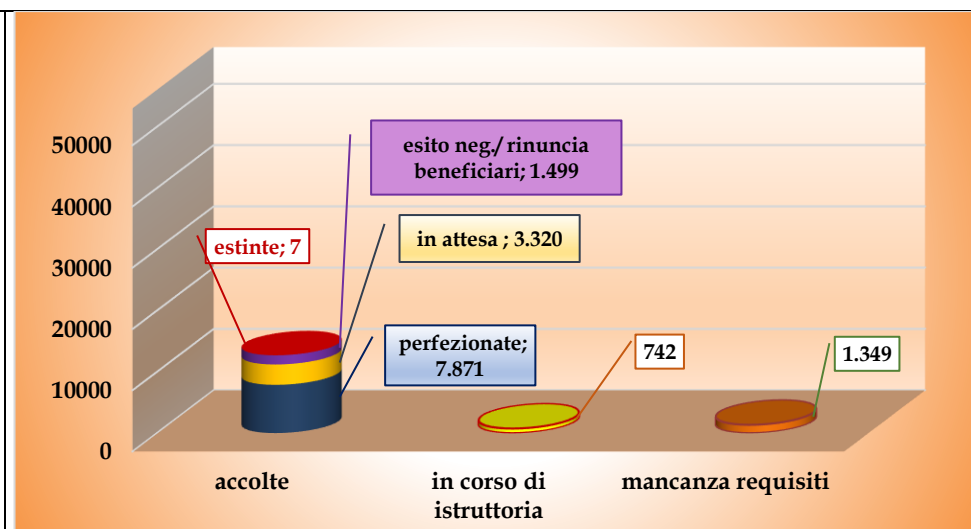 50000
40000
30000
20000
10000
0
esito neg./ rinuncia
beneficiari; 1.499
estinte; 7
in attesa ; 3.320
perfezionate;
7.871
742
1.349
accolte
in corso di
istruttoria
mancanza requisiti